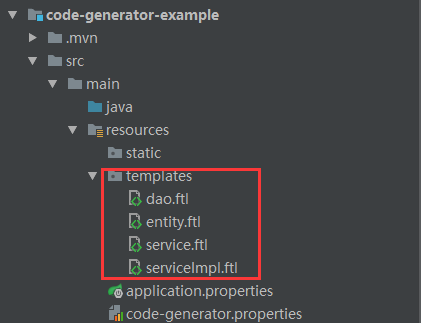 code-generator-example
.mvn
src
main
java
resources
static
templates
dao.ftl
entity.ftl
service.ftl
serviceImpl.ftl
application.properties
code-generator.properties